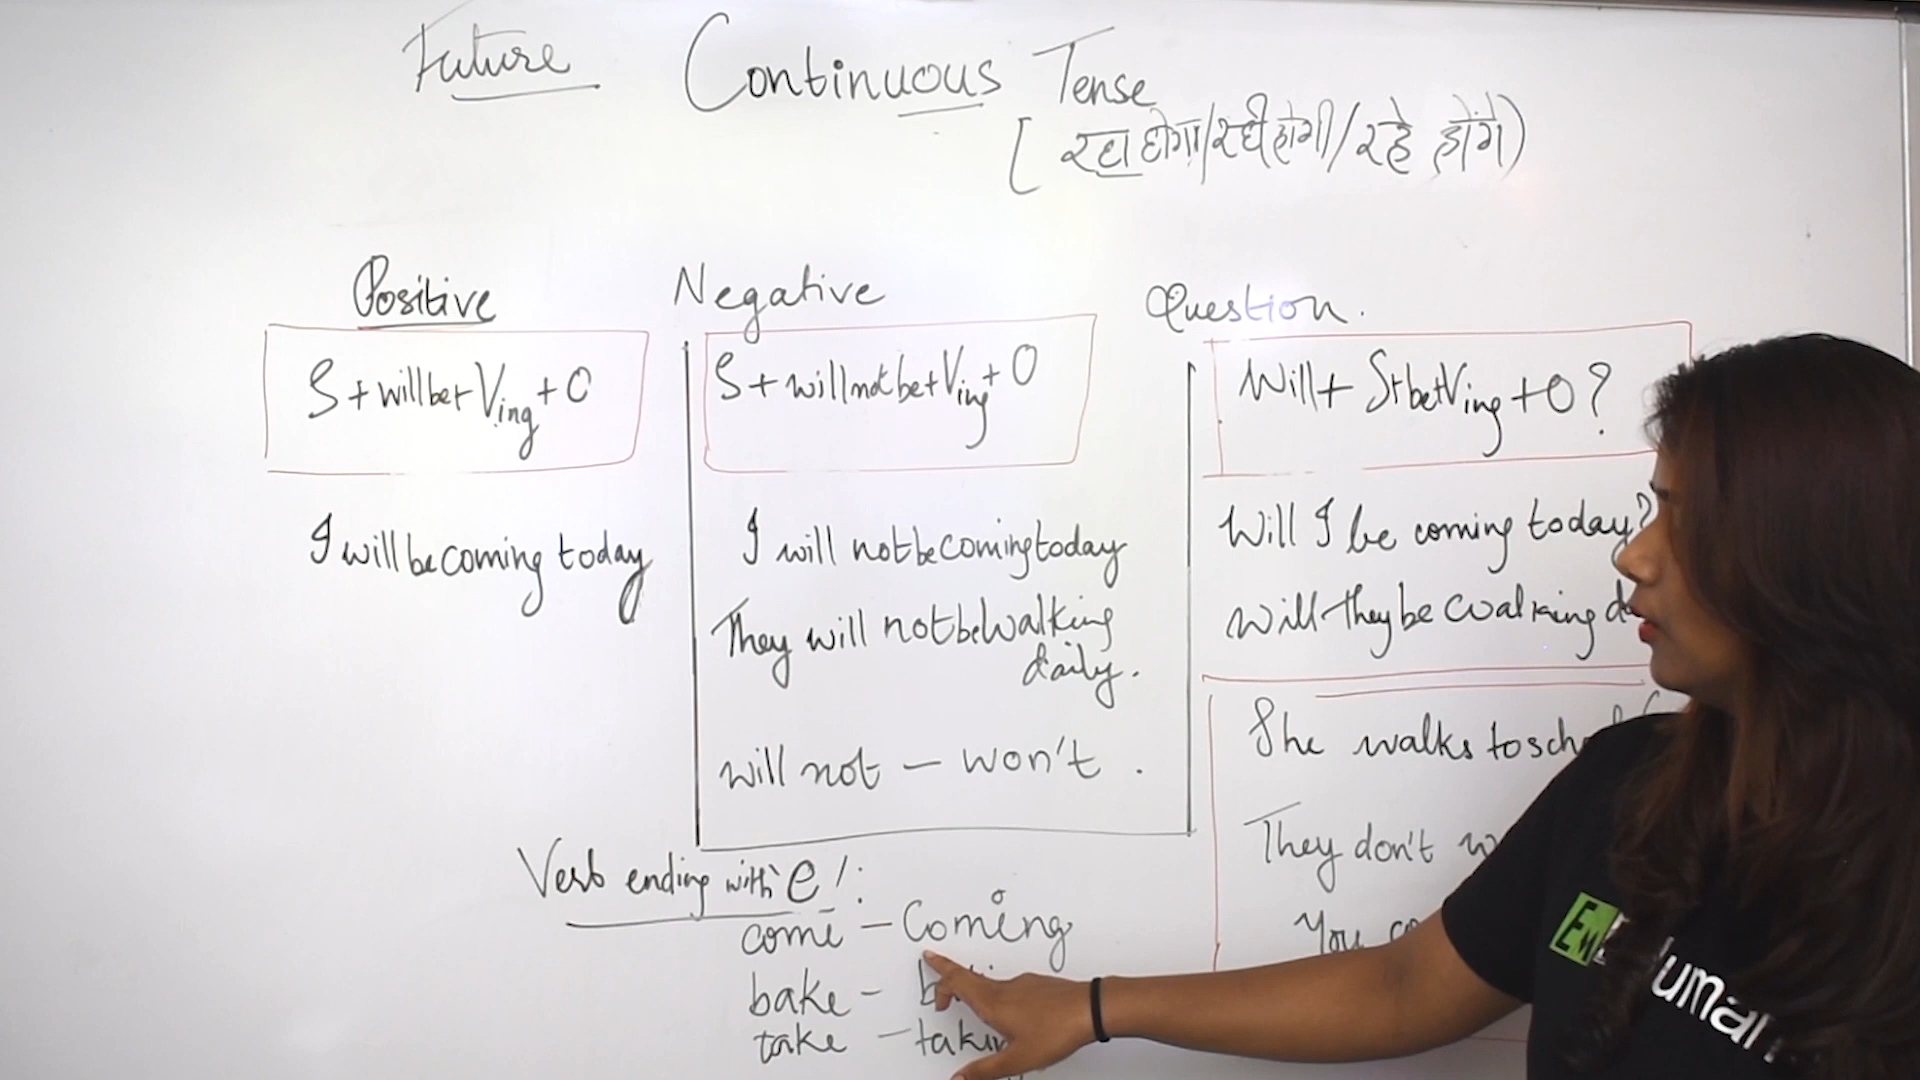 Future Continuous Tense
[ रहा होगा/रही होगी/रहे होंगे)
Positive
S + will be + Ving + O
I will be coming today
Negative
S + will not be + Ving + O
I will not be coming today
They will not be walking
daily.
will not – won't .
Question.
Will + S + be + Ving + O ?
Will I be coming today?
Will they be walking
She walks to
They don't
You
Verb ending with e!:
come – Coming
bake –
take –